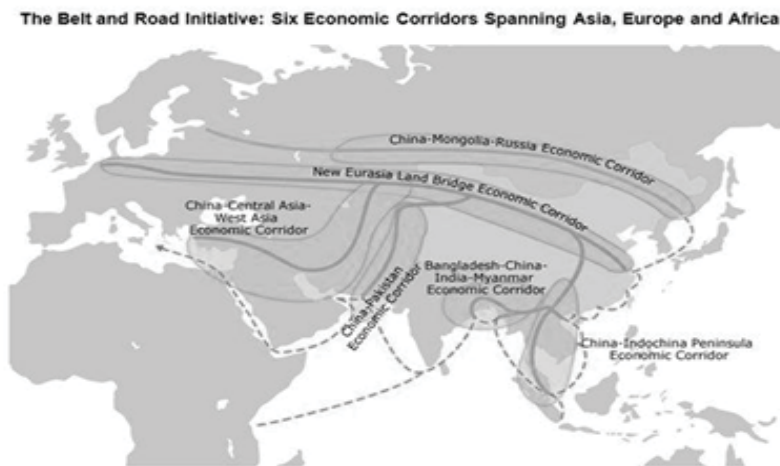 The Belt and Road Initiative: Six Economic Corridors Spanning Asia, Europe and Africa
China-Mongolia-Russia Economic Corridor
New Eurasia Land Bridge Economic Corridor
China-Central Asia-
West Asia
Economic Corridor
China-Pakistan
Economic Corridor
Bangladesh-China-
India-Myanmar
Economic Corridor
China-Indochina Peninsula
Economic Corridor